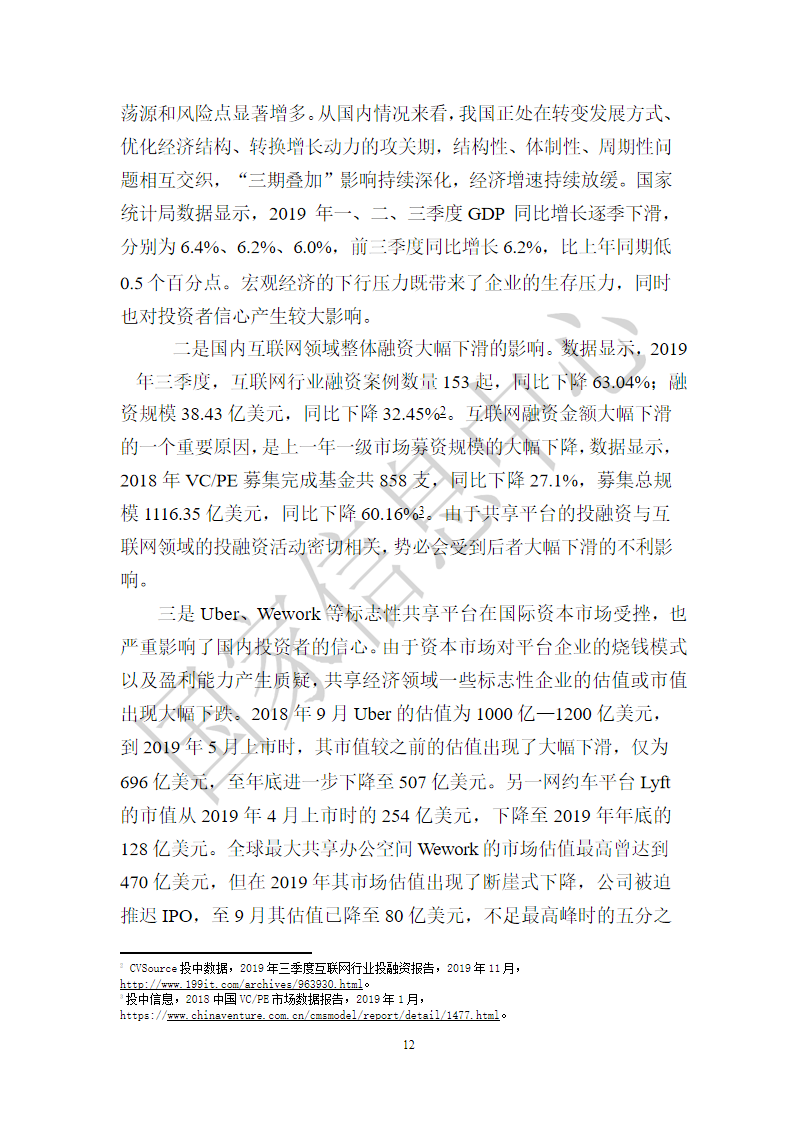 荡源和风险点显著增多。从国内情况来看，我国正处在转变发展方式、
优化经济结构、转换增长动力的攻关期，结构性、体制性、周期性问
题相互交织，“三期叠加”影响持续深化，经济增速持续放缓。国家
统计局数据显示，2019 年一、二、三季度 GDP 同比增长逐季下滑，
分别为 6.4%、6.2%、6.0%，前三季度同比增长 6.2%，比上年同期低
0.5 个百分点。宏观经济的下行压力既带来了企业的生存压力，同时
也对投资者信心产生较大影响。
二是国内互联网领域整体融资大幅下滑的影响。数据显示，2019
年三季度，互联网行业融资案例数量 153 起，同比下降 63.04%；融
资规模 38.43 亿美元，同比下降 32.45%2。互联网融资金额大幅下滑
的一个重要原因，是上一年一级市场募资规模的大幅下降，数据显示，
2018 年 VC/PE 募集完成基金共 858 支，同比下降 27.1%，募集总规
模 1116.35 亿美元，同比下降 60.16%3。由于共享平台的投融资与互
联网领域的投融资活动密切相关，势必会受到后者大幅下滑的不利影
响。
三是 Uber、Wework 等标志性共享平台在国际资本市场受挫，也
严重影响了国内投资者的信心。由于资本市场对平台企业的烧钱模式
以及盈利能力产生质疑，共享经济领域一些标志性企业的估值或市值
出现大幅下跌。2018 年 9 月 Uber 的估值为 1000 亿—1200 亿美元，
到 2019 年 5 月上市时，其市值较之前的估值出现了大幅下滑，仅为
696 亿美元，至年底进一步下降至 507 亿美元。另一网约车平台 Lyft
的市值从 2019 年 4 月上市时的 254 亿美元，下降至 2019 年年底的
128 亿美元。全球最大共享办公空间 Wework 的市场估值最高曾达到
470 亿美元，但在 2019 年其市场估值出现了断崖式下降，公司被迫
推迟 IPO，至 9 月其估值已降至 80 亿美元，不足最高峰时的五分之
2 CVSource 投中数据，2019 年三季度互联网行业投融资报告，2019 年 11 月，
http://www.199it.com/archives/963930.html。
3 投中信息，2018 中国 VC/PE 市场数据报告，2019 年 1 月，
https://www.chinaventure.com.cn/cmsmodel/report/detail/1477.html。
12
国家信息中心